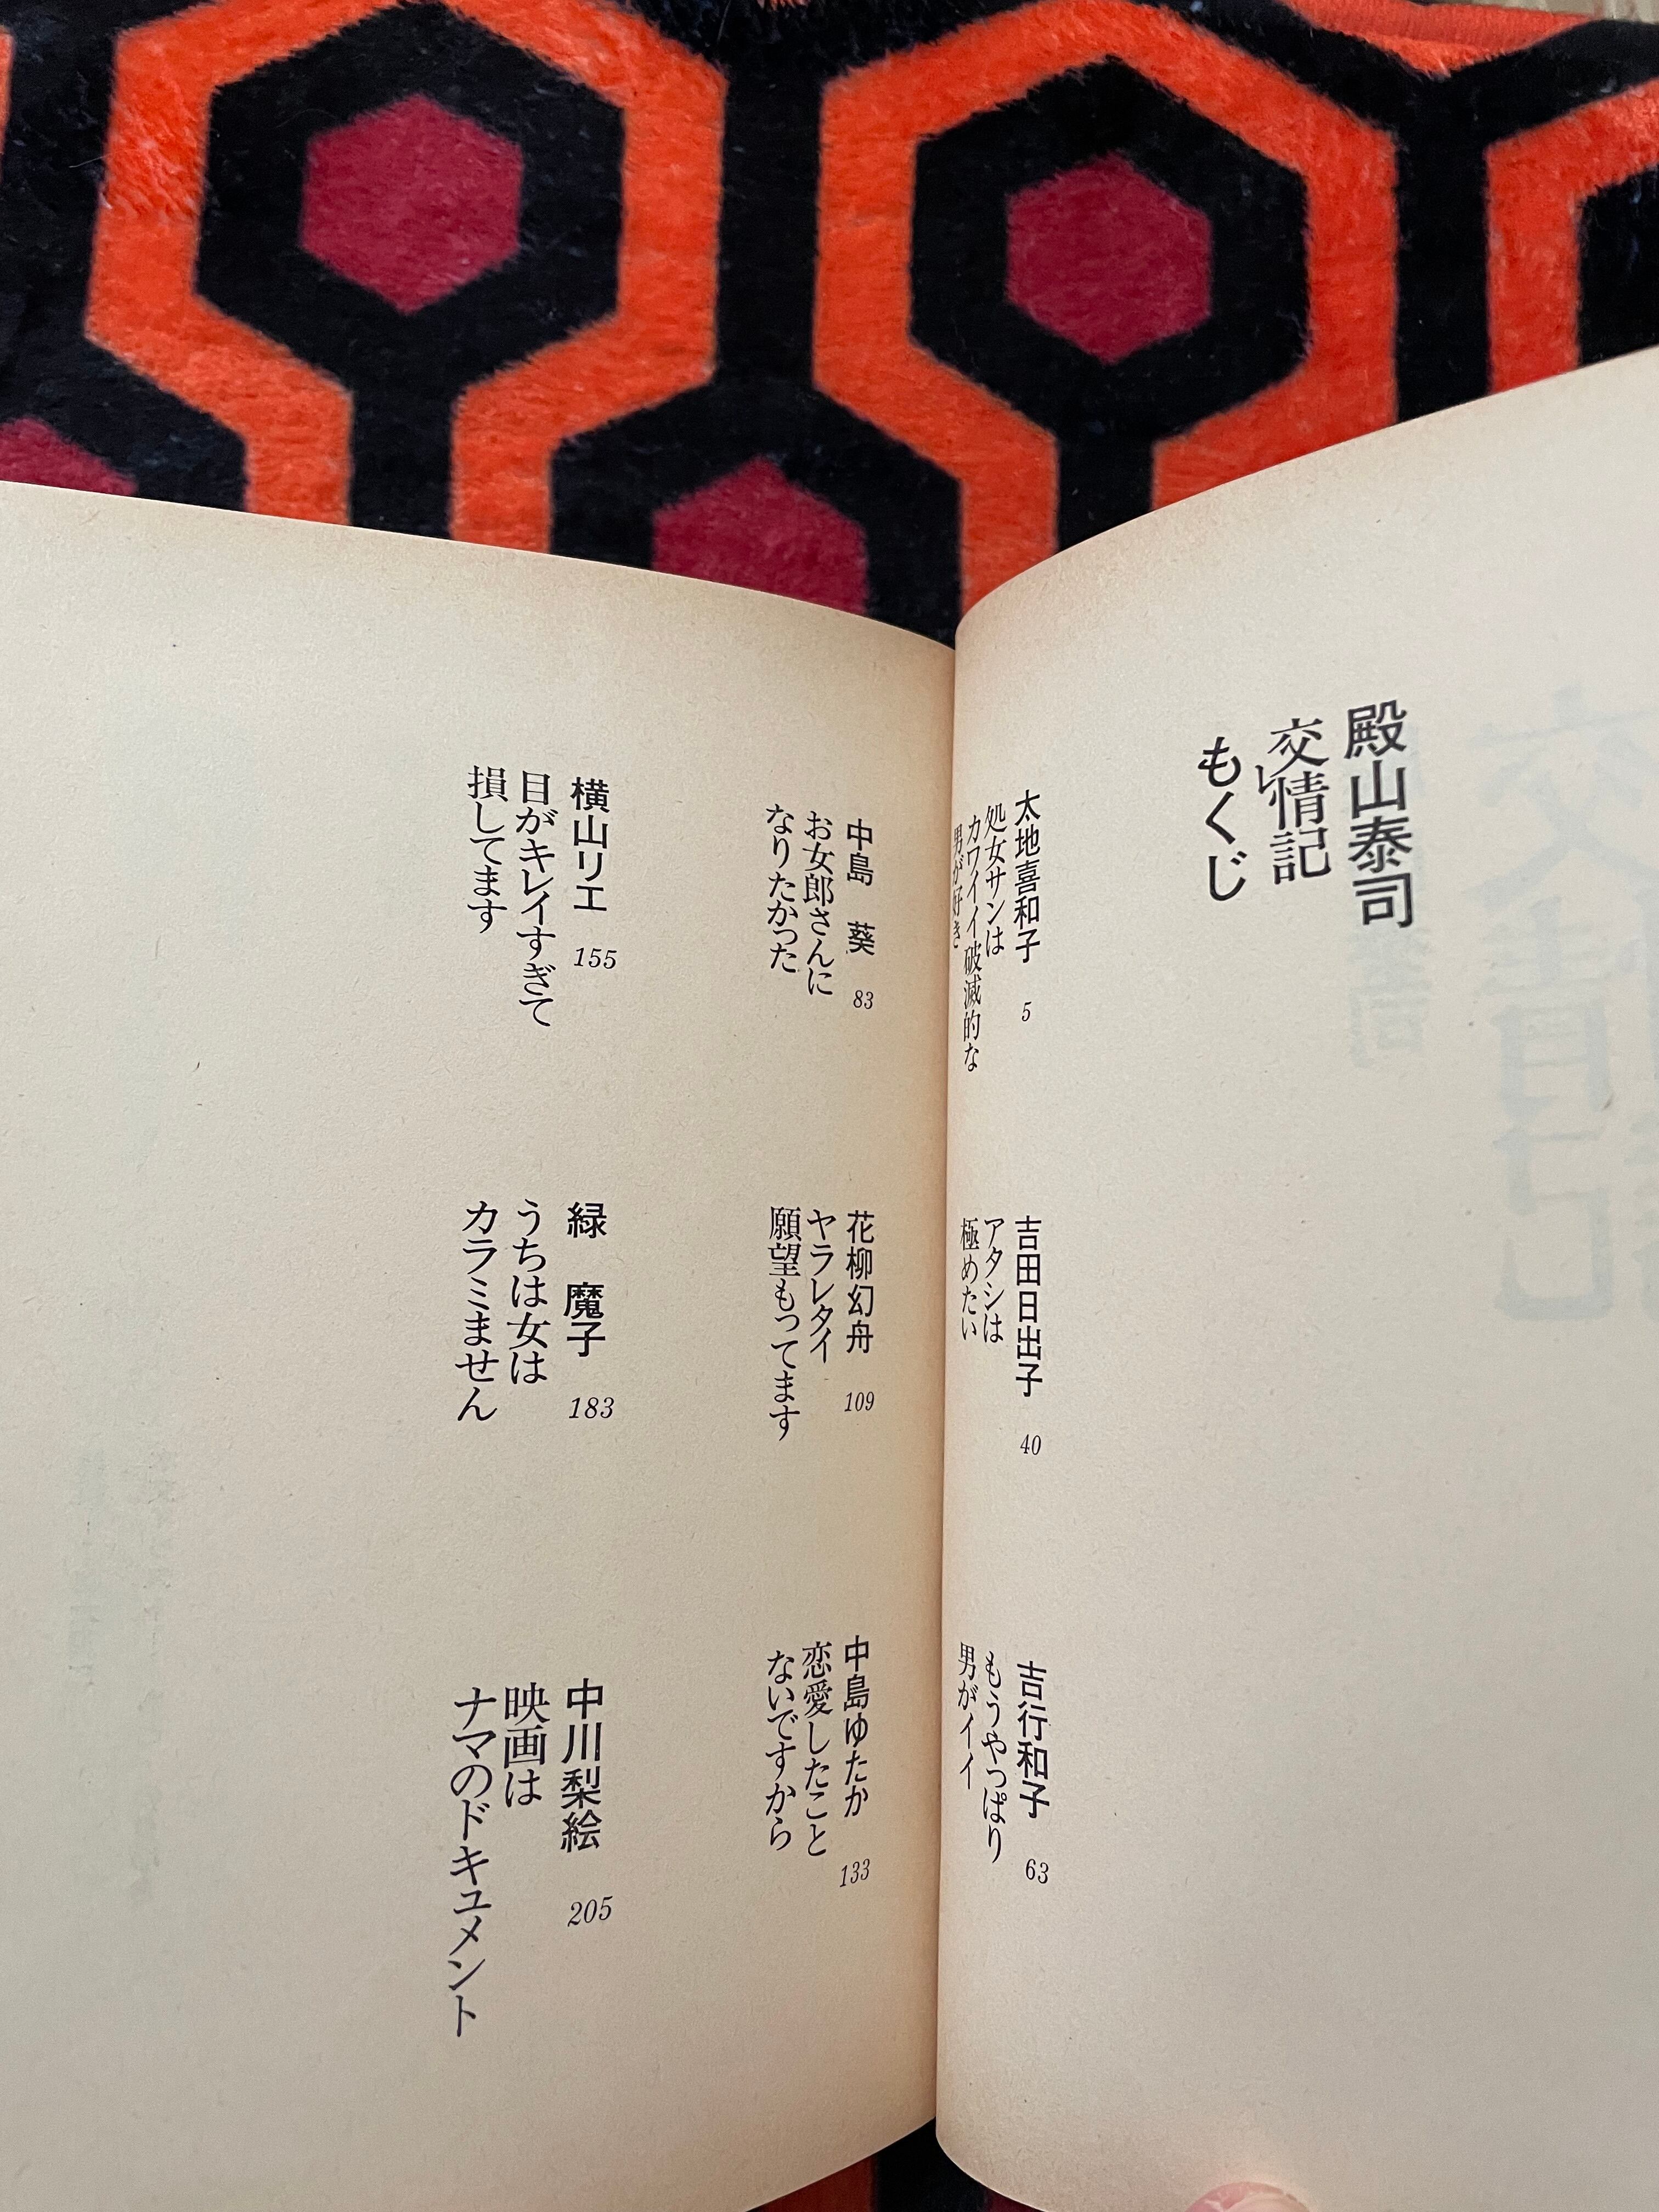 殿山泰司
交情記
もくじ
太地喜和子 5
処女サンは
カワイイ破滅的な
男が好き
吉田日出子 40
アタシは
極めたい
吉行和子 63
もうやっぱり
男がイイ
中島 葵 83
お女郎さんに
なりたかった
花柳幻舟 109
ヤラレタイ
願望もってます
中島ゆたか 133
恋愛したこと
ないですから
横山リエ 155
目がキレイすぎて
損してます
緑 魔子 183
うちは女は
カラミません
中川梨絵 205
映画は
ナマのドキュメント